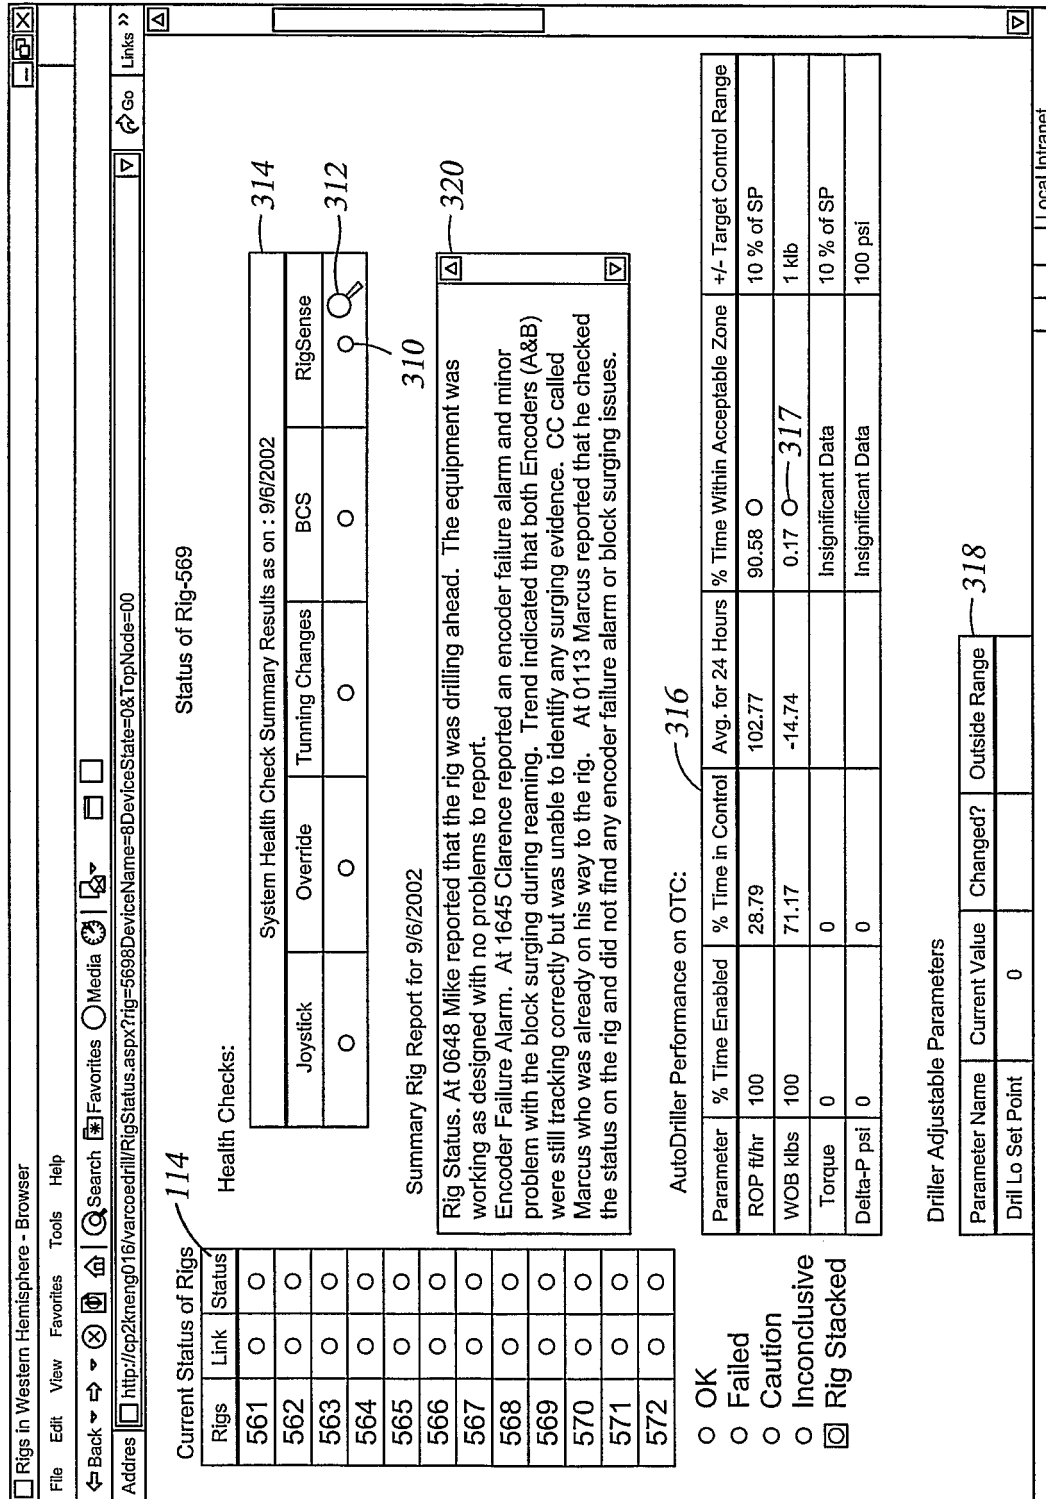 Rigs in Western Hemisphere - Browser
File Edit View Favorites Tools Help
Back Search Favorites Media
Addres http://cp2kneng016/varcoedrill/RigStatus.aspx?rig=5698DeviceName=8DeviceState=0&TopNode=00 Go Links »
Status of Rig-569
Current Status of Rigs
114
Rigs Link Status
561
562
563
564
565
566
567
568
569
570
571
572
OK
Failed
Caution
Inconclusive
Rig Stacked
Health Checks:
314
System Health Check Summary Results as on : 9/6/2002
Joystick Override Tunning Changes BCS RigSense
312
310
Summary Rig Report for 9/6/2002
320
Rig Status. At 0648 Mike reported that the rig was drilling ahead. The equipment was
working as designed with no problems to report.
Encoder Failure Alarm. At 1645 Clarence reported an encoder failure alarm and minor
problem with the block surging during reaming. Trend indicated that both Encoders (A&B)
were still tracking correctly but was unable to identify any surging evidence. CC called
Marcus who was already on his way to the rig. At 0113 Marcus reported that he checked
the status on the rig and did not find any encoder failure alarm or block surging issues.
AutoDriller Performance on OTC:
316
Parameter % Time Enabled % Time in Control Avg. for 24 Hours % Time Within Acceptable Zone +/- Target Control Range
ROP ft/hr 100 28.79 102.77 90.58 10 % of SP
WOB klbs 100 71.17 -14.74 0.17 317 1 klb
Torque 0 0 Insignificant Data 10 % of SP
Delta-P psi 0 0 Insignificant Data 100 psi
Driller Adjustable Parameters
318
Parameter Name Current Value Changed? Outside Range
Dril Lo Set Point 0
Local Intranet